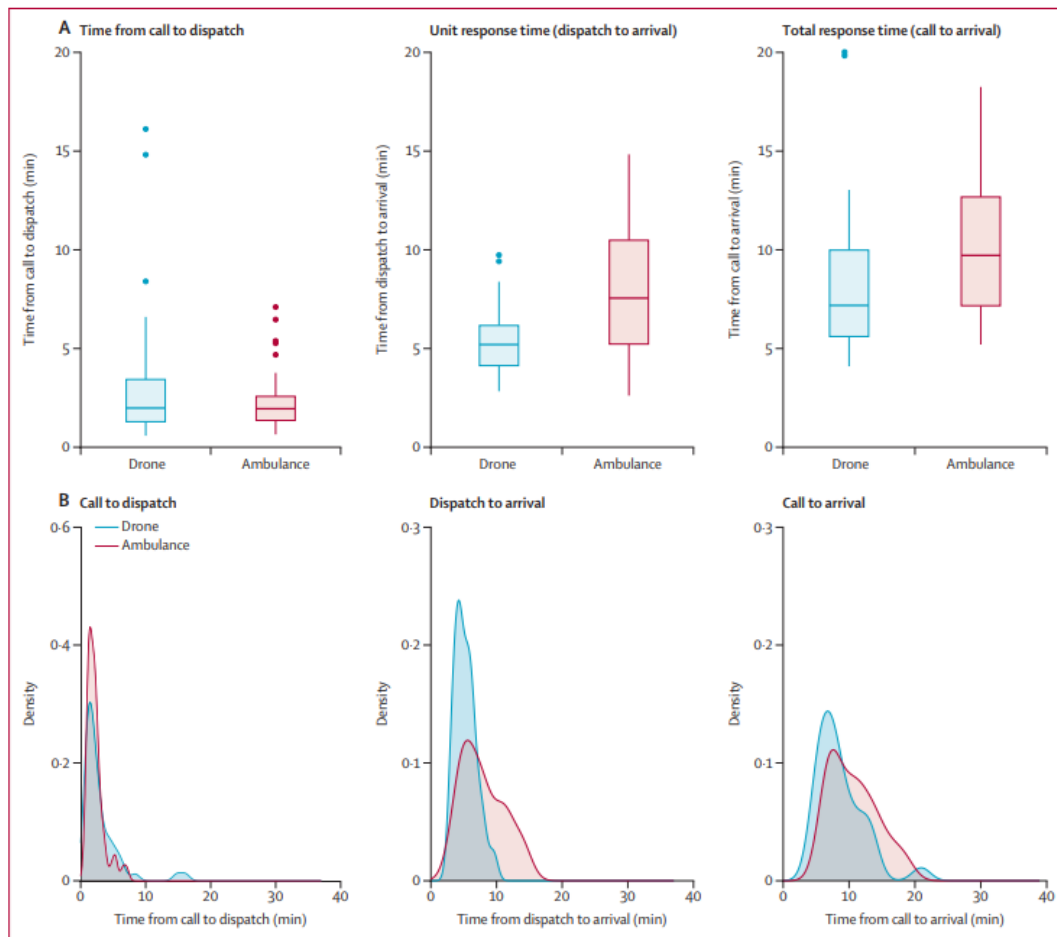 A Time from call to dispatch
Unit response time (dispatch to arrival)
Total response time (call to arrival)
Time from call to dispatch (min)
20
15
10
5
0
Drone
Ambulance
Time from dispatch to arrival (min)
20
15
10
5
0
Drone
Ambulance
Time from call to arrival (min)
20
15
10
5
0
Drone
Ambulance
B Call to dispatch
Dispatch to arrival
Call to arrival
Drone
Ambulance
Density
0·6
0·4
0·2
0
0 10 20 30 40
Time from call to dispatch (min)
Density
0·3
0·2
0·1
0
0 10 20 30 40
Time from dispatch to arrival (min)
Density
0·3
0·2
0·1
0
0 10 20 30 40
Time from call to arrival (min)